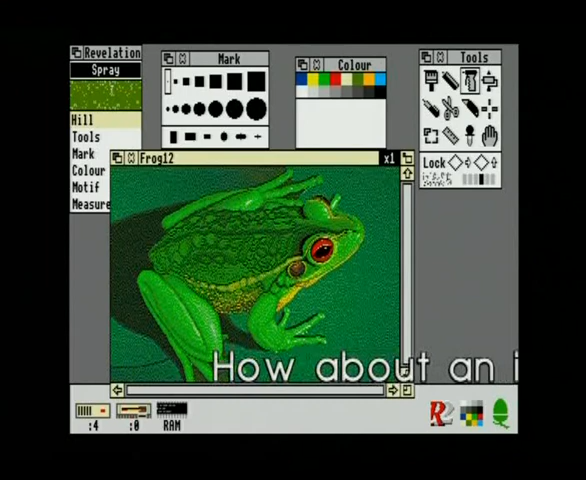 Revelation
Spray
Hill
Tools
Mark
Colour
Motif
Measure
Mark
Colour
Tools
Lock
Frog12
x1
How about an i
:4
:0
RAM